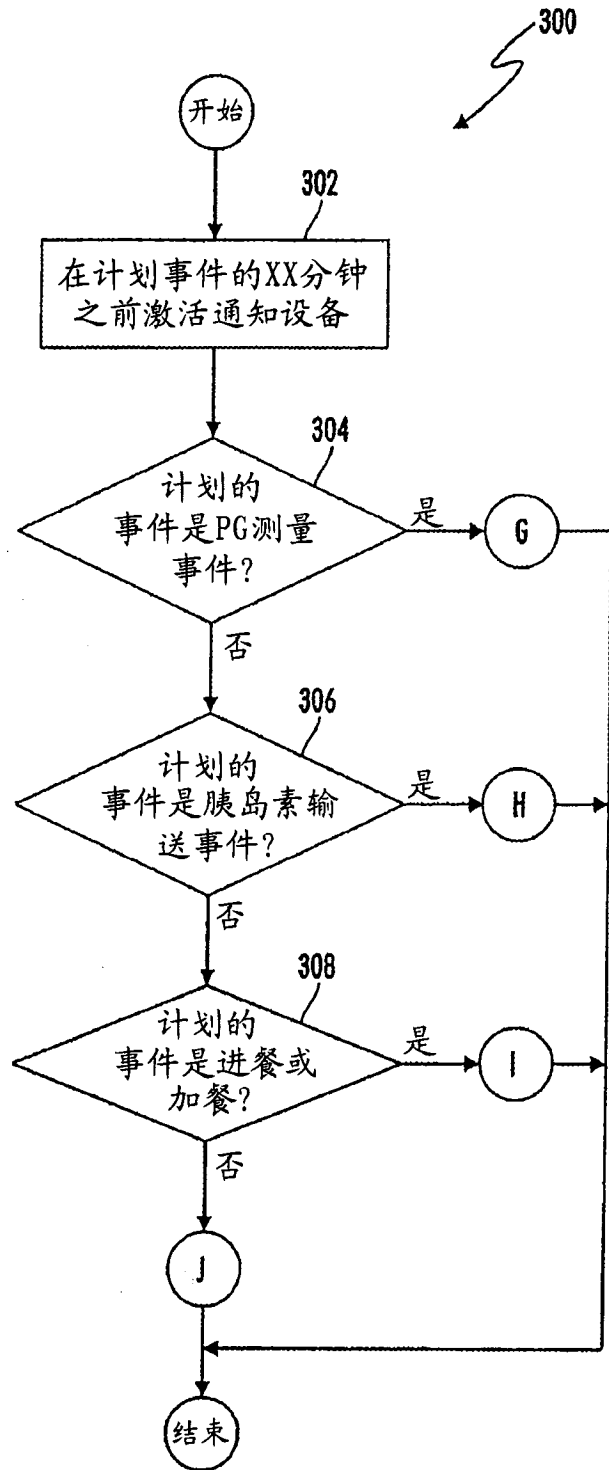 300
开始
302
在计划事件的XX分钟
之前激活通知设备
304
计划的
事件是PG测量
事件?
是
G
否
306
计划的
事件是胰岛素输
送事件?
是
H
否
308
计划的
事件是进餐或
加餐?
是
I
否
J
结束